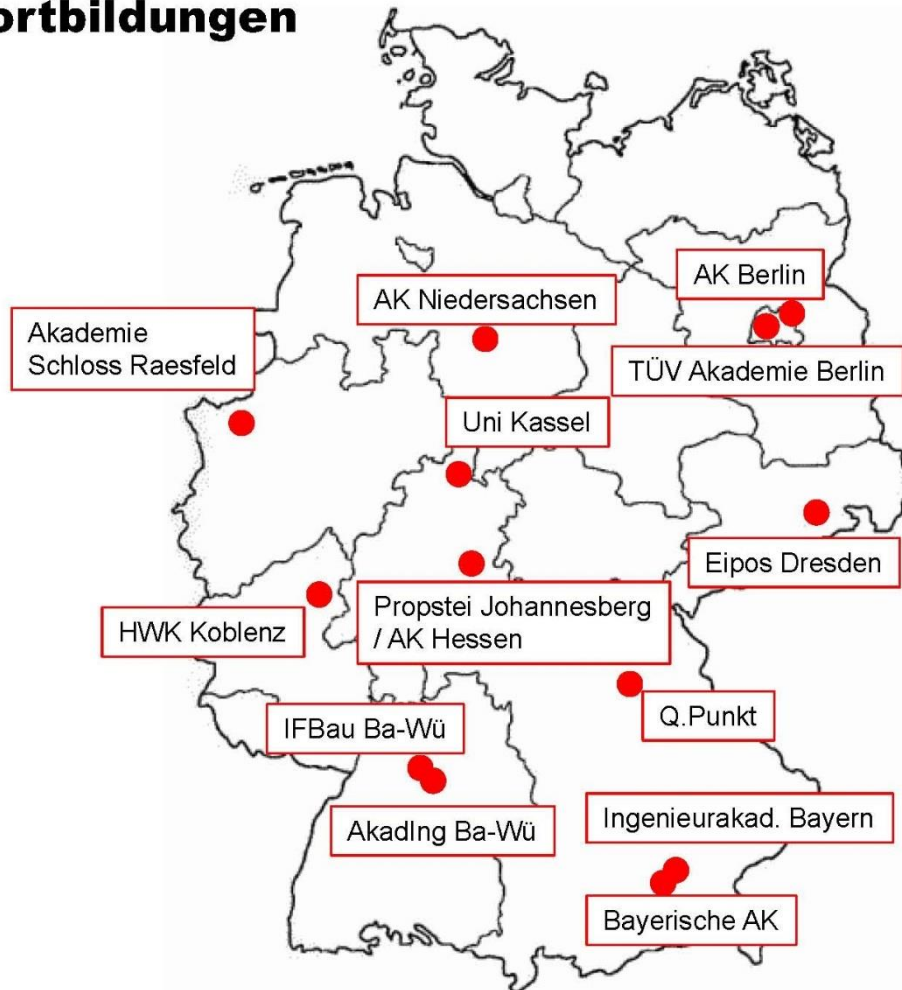 ortbildungen
AK Berlin
AK Niedersachsen
Akademie
Schloss Raesfeld
TÜV Akademie Berlin
Uni Kassel
Eipos Dresden
Propstei Johannesberg
/ AK Hessen
HWK Koblenz
Q.Punkt
IFBau Ba-Wü
AkadIng Ba-Wü
Ingenieurakad. Bayern
Bayerische AK